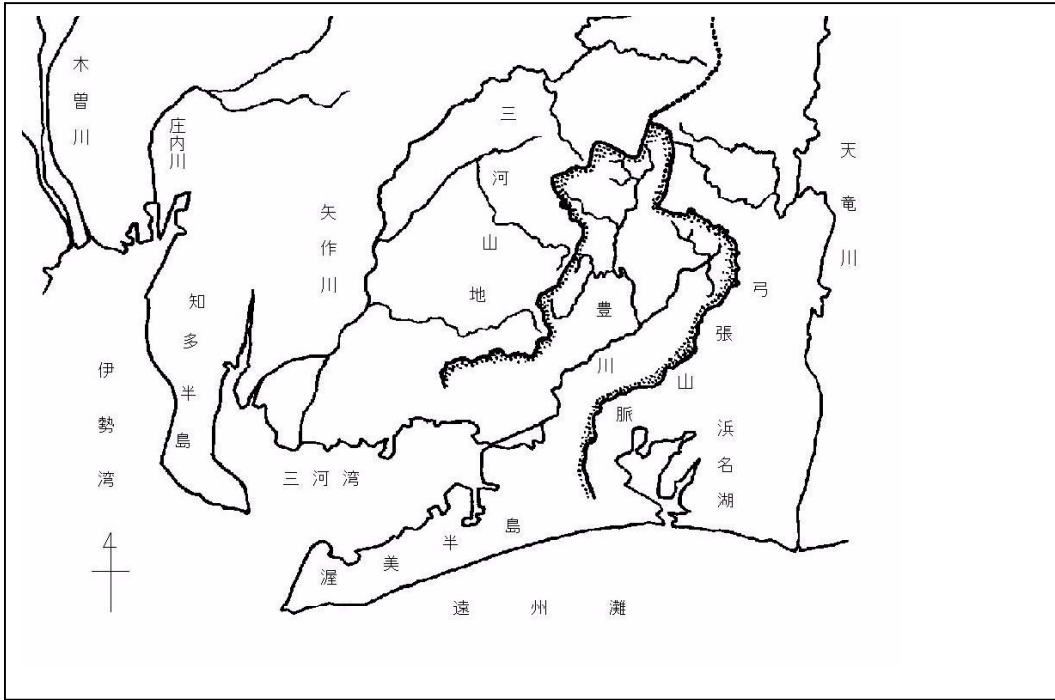 木曽川
庄内川
矢作川
三河山地
天竜川
知多半島
伊勢湾
豊川
弓張山脈
浜名湖
三河湾
渥美半島
遠州灘